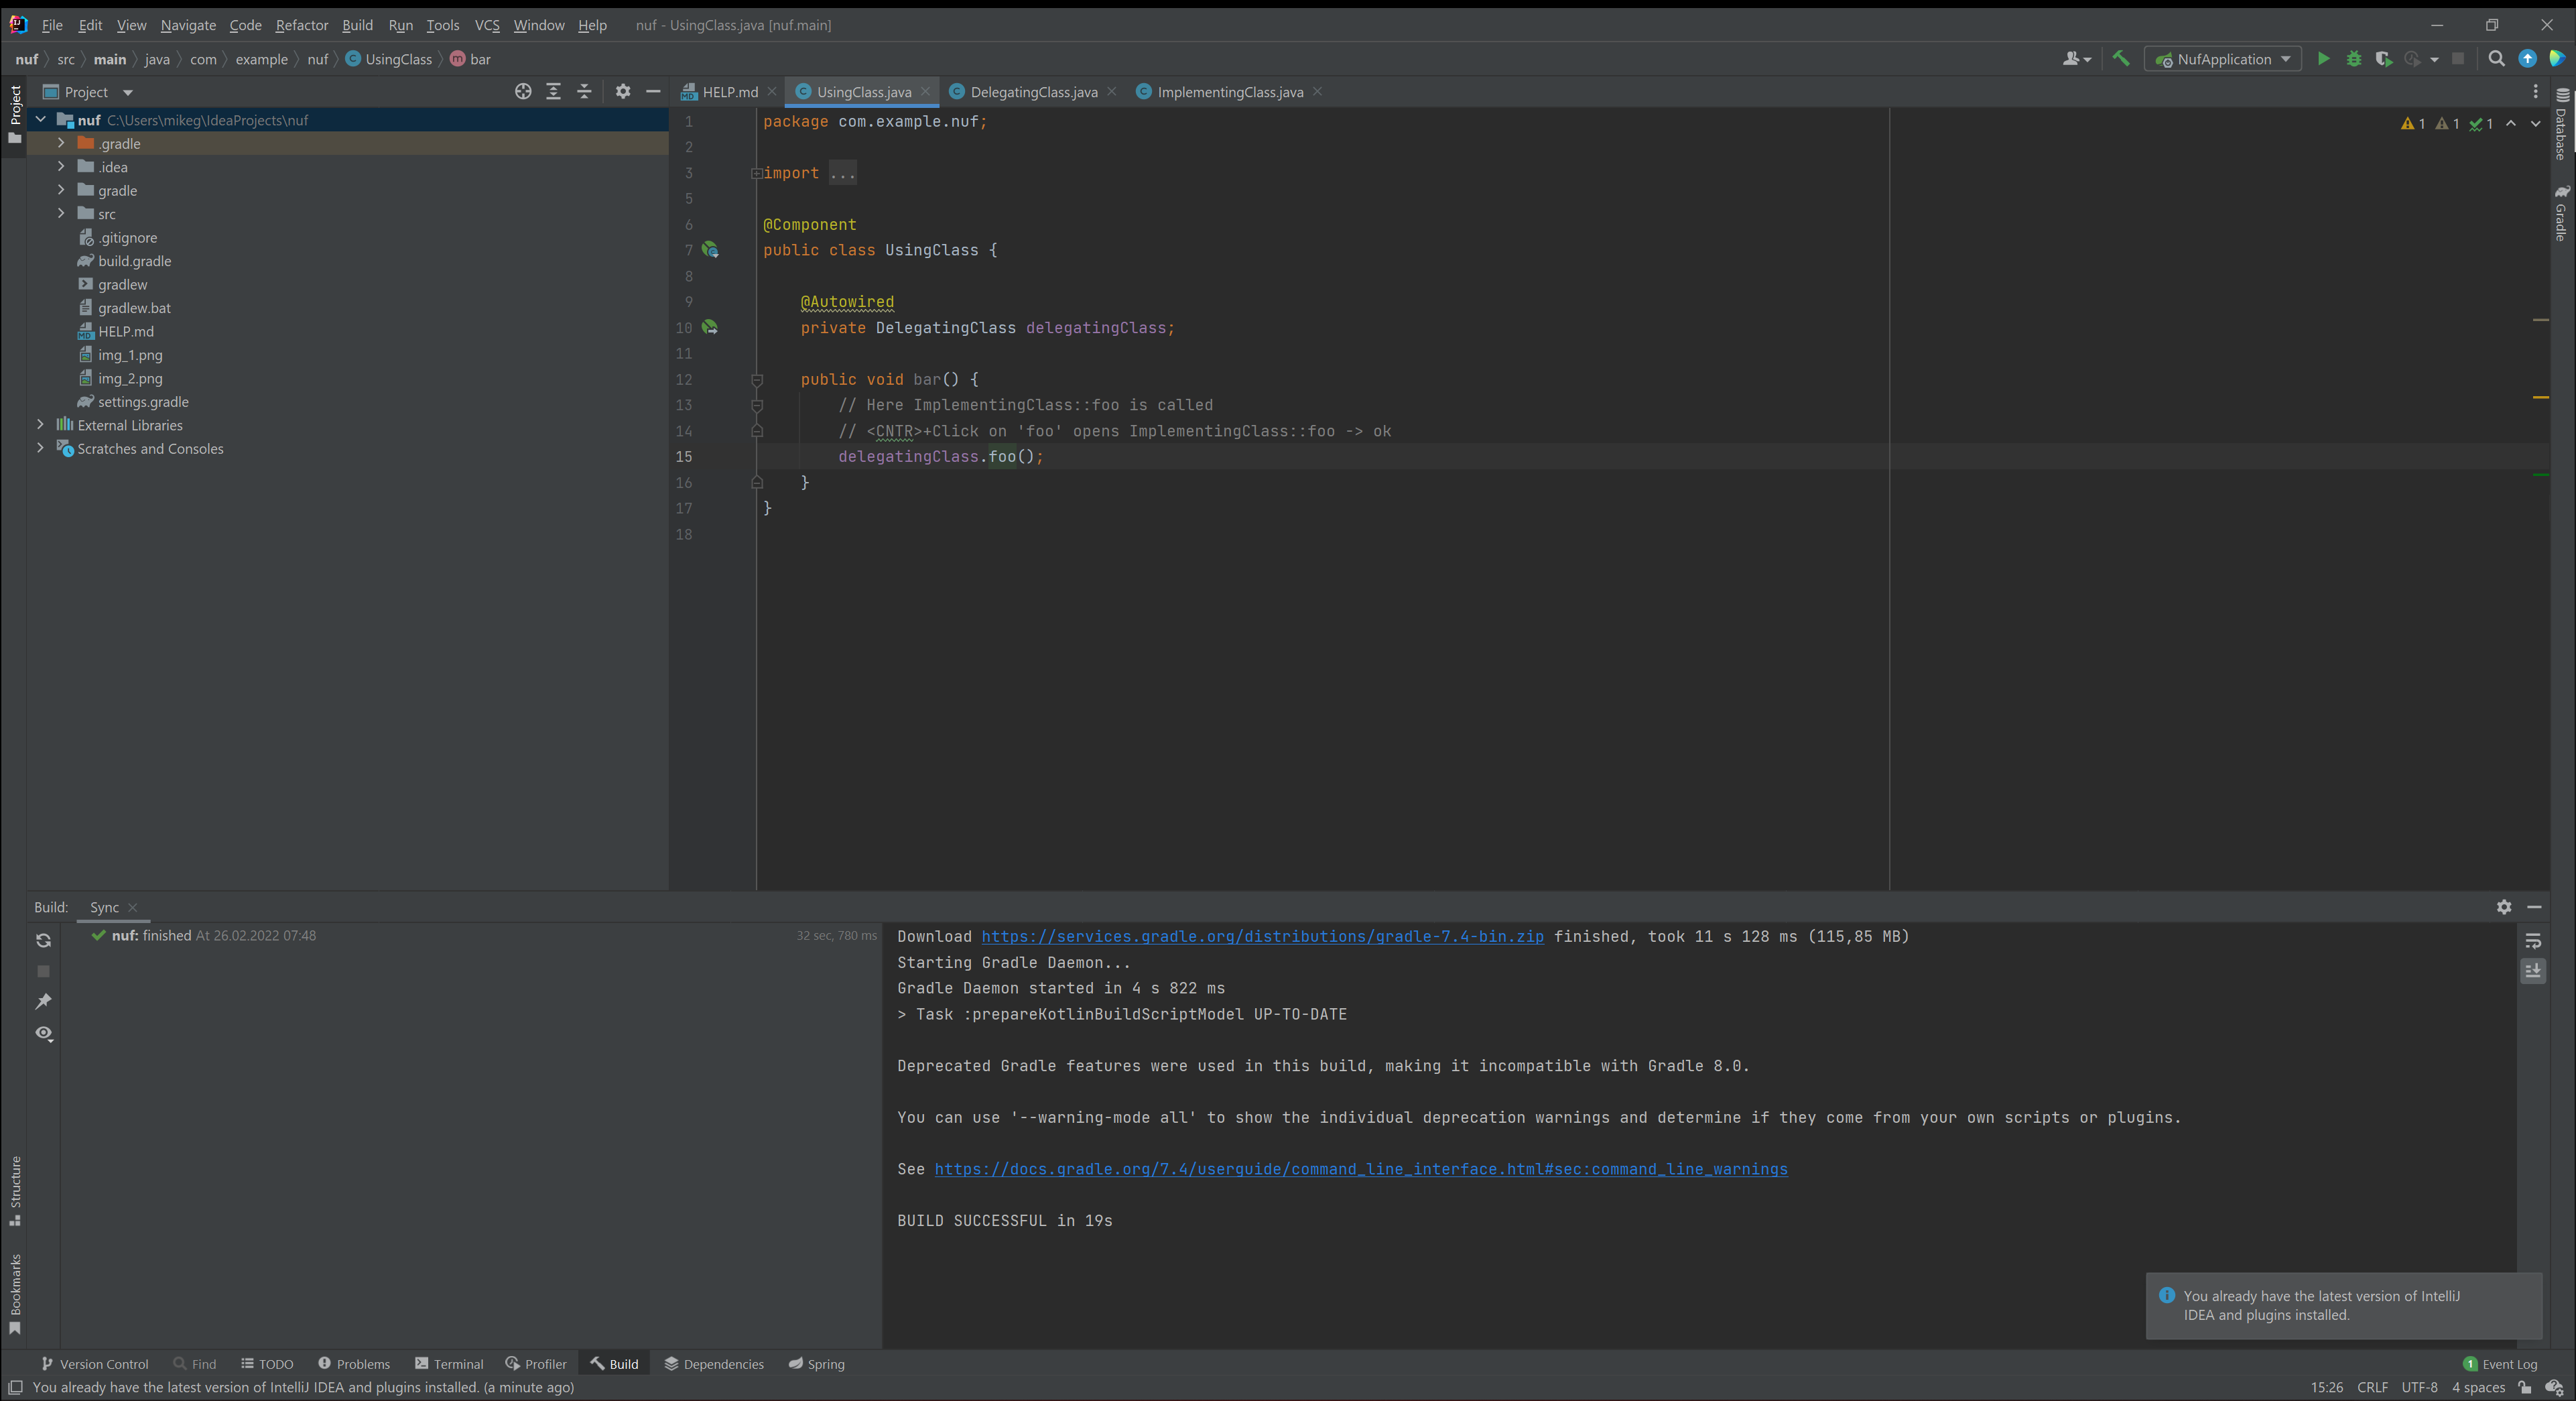 File Edit View Navigate Code Refactor Build Run Tools VCS Window Help nuf - UsingClass.java [nuf.main]
nuf src main java com example nuf UsingClass bar NufApplication
Project
HELP.md UsingClass.java DelegatingClass.java ImplementingClass.java
Project
nuf C:\Users\mikeg\IdeaProjects\nuf
.gradle
.idea
gradle
src
.gitignore
build.gradle
gradlew
gradlew.bat
HELP.md
img_1.png
img_2.png
settings.gradle
External Libraries
Scratches and Consoles
1 package com.example.nuf;
2
3 import ...
5
6 @Component
7 public class UsingClass {
8
9 @Autowired
10 private DelegatingClass delegatingClass;
11
12 public void bar() {
13 // Here ImplementingClass::foo is called
14 // <CNTR>+Click on 'foo' opens ImplementingClass::foo -> ok
15 delegatingClass.foo();
16 }
17 }
18
1 1 1
Database
Gradle
Build: Sync
nuf: finished At 26.02.2022 07:48 32 sec, 780 ms
Download https://services.gradle.org/distributions/gradle-7.4-bin.zip finished, took 11 s 128 ms (115,85 MB)
Starting Gradle Daemon...
Gradle Daemon started in 4 s 822 ms
> Task :prepareKotlinBuildScriptModel UP-TO-DATE
Deprecated Gradle features were used in this build, making it incompatible with Gradle 8.0.
You can use '--warning-mode all' to show the individual deprecation warnings and determine if they come from your own scripts or plugins.
See https://docs.gradle.org/7.4/userguide/command_line_interface.html#sec:command_line_warnings
BUILD SUCCESSFUL in 19s
Structure
Bookmarks
You already have the latest version of IntelliJ
IDEA and plugins installed.
Version Control Find TODO Problems Terminal Profiler Build Dependencies Spring 1 Event Log
You already have the latest version of IntelliJ IDEA and plugins installed. (a minute ago) 15:26 CRLF UTF-8 4 spaces